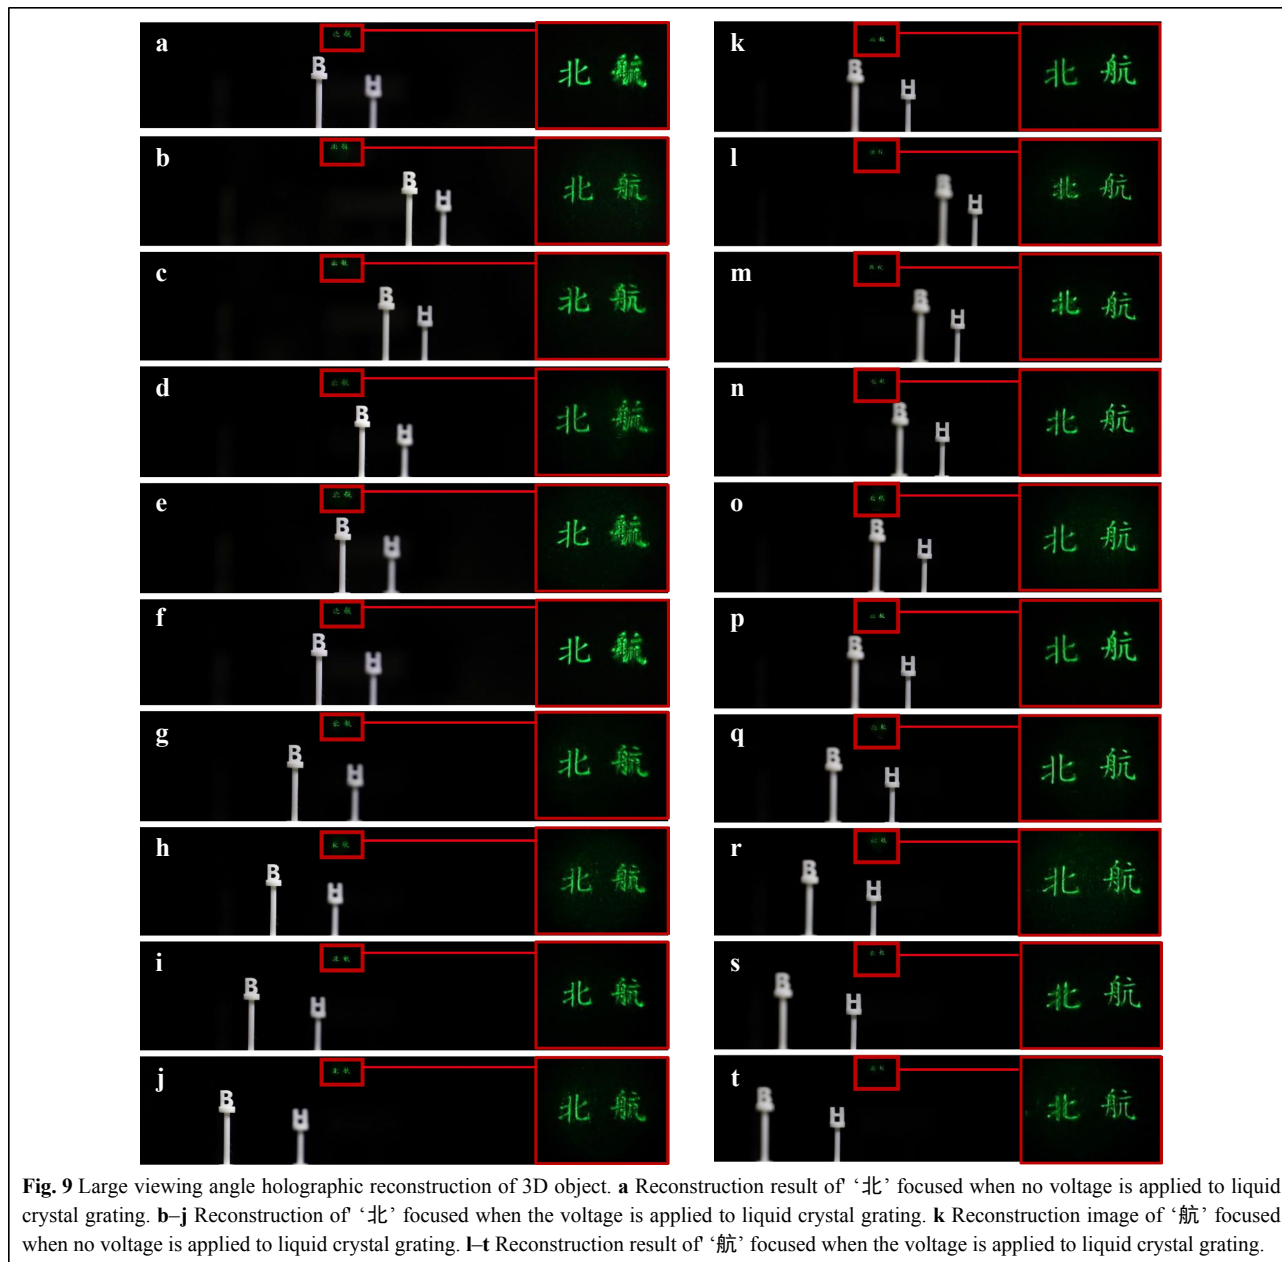 a B H 北 航
b B H 北 航
c B H 北 航
d B H 北 航
e B H 北 航
f B H 北 航
g B H 北 航
h B H 北 航
i B H 北 航
j B H 北 航
k B H 北 航
l B H 北 航
m B H 北 航
n B H 北 航
o B H 北 航
p B H 北 航
q B H 北 航
r B H 北 航
s B H 北 航
t B H 北 航
Fig. 9 Large viewing angle holographic reconstruction of 3D object. a Reconstruction result of ‘北’ focused when no voltage is applied to liquid
crystal grating. b–j Reconstruction of ‘北’ focused when the voltage is applied to liquid crystal grating. k Reconstruction image of ‘航’ focused
when no voltage is applied to liquid crystal grating. l–t Reconstruction result of ‘航’ focused when the voltage is applied to liquid crystal grating.